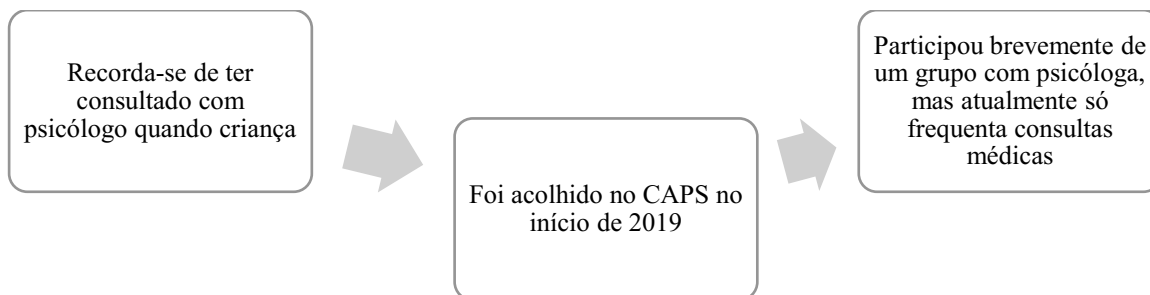 Recorda-se de ter
consultado com
psicólogo quando criança
Foi acolhido no CAPS no
início de 2019
Participou brevemente de
um grupo com psicóloga,
mas atualmente só
frequenta consultas
médicas